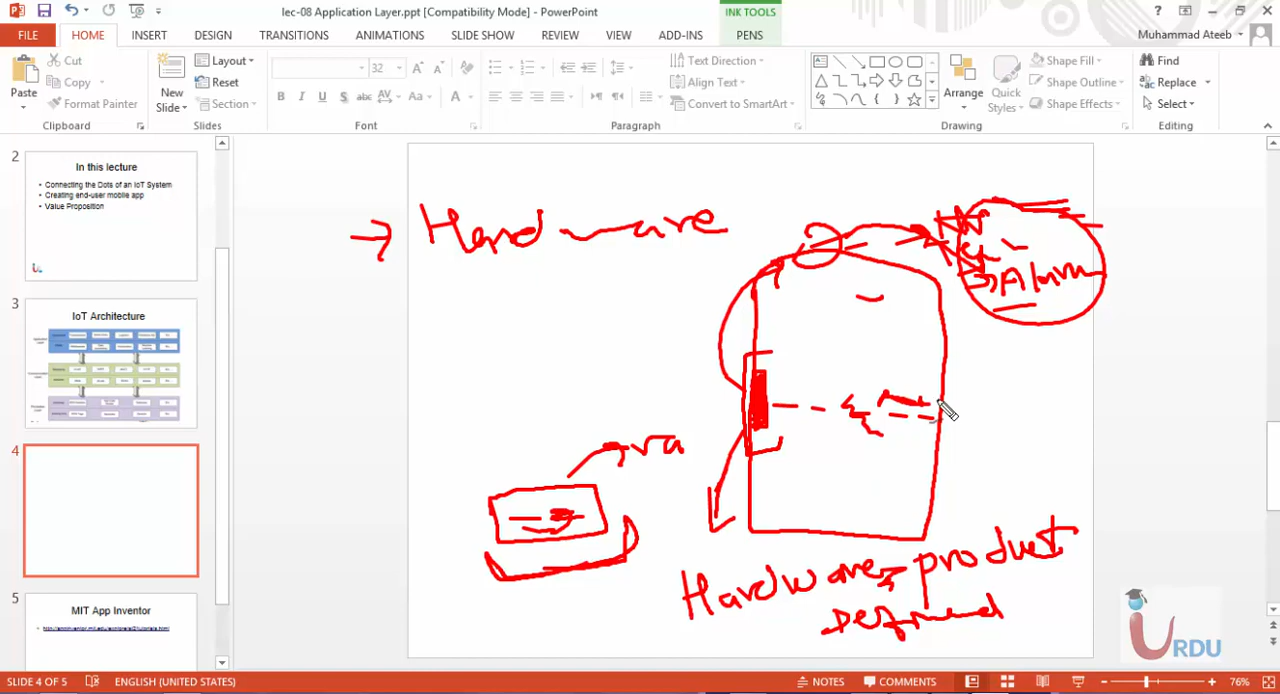 lec-08 Application Layer.ppt [Compatibility Mode] - PowerPoint
INK TOOLS
FILE HOME INSERT DESIGN TRANSITIONS ANIMATIONS SLIDE SHOW REVIEW VIEW ADD-INS PENS
Muhammad Ateeb
Paste
Cut
Copy
Format Painter
Clipboard
New Slide
Layout
Reset
Section
Slides
32
B I U S abc AV Aa A
Font
Text Direction
Align Text
Convert to SmartArt
Paragraph
Arrange
Quick Styles
Shape Fill
Shape Outline
Shape Effects
Drawing
Find
Replace
Select
Editing
2
In this lecture
• Connecting the Dots of an IoT System
• Creating end-user mobile app
• Value Proposition
3
IoT Architecture
4
5
MIT App Inventor
Hardware
Alarm
va
Hardware product
Defined
URDU
SLIDE 4 OF 5
ENGLISH (UNITED STATES)
NOTES
COMMENTS
76%